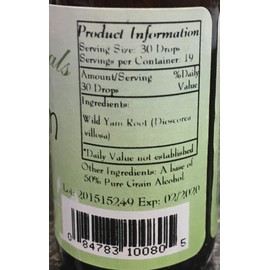 Product Information
Serving Size: 30 Drops
Servings per Container: 19
Amount/Serving %Daily
30 Drops Value
Ingredients:
Wild Yam Root (Dioscorea
villosa)
*Daily Value not established
Other Ingredients: A base of
50% Pure Grain Alcohol.
Lot: 201515249 Exp: 02/2020
0 84783 10080 5